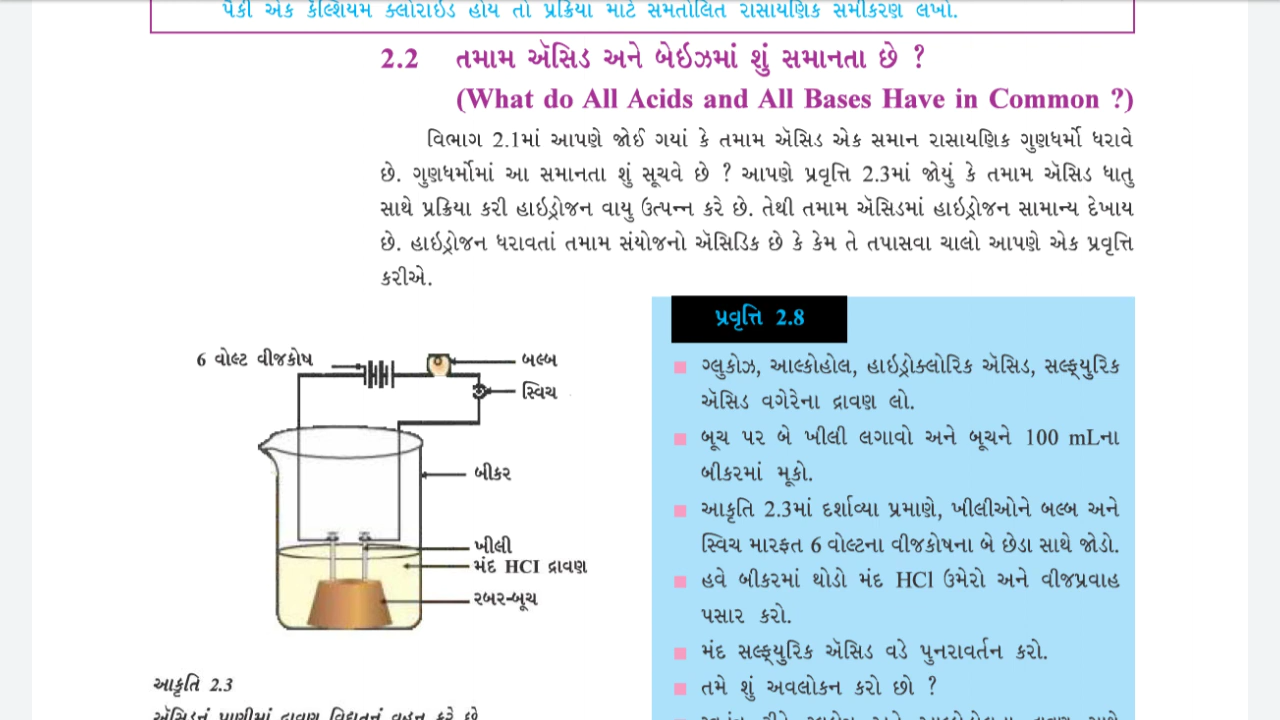 પૈકી એક કૅલ્શિયમ ક્લોરાઇડ હોય તો પ્રક્રિયા માટે સમતોલિત રાસાયણિક સમીકરણ લખો.
2.2 તમામ ઍસિડ અને બેઇઝમાં શું સમાનતા છે ?
(What do All Acids and All Bases Have in Common ?)
વિભાગ 2.1માં આપણે જોઈ ગયાં કે તમામ ઍસિડ એક સમાન રાસાયણિક ગુણધર્મો ધરાવે
છે. ગુણધર્મોમાં આ સમાનતા શું સૂચવે છે ? આપણે પ્રવૃત્તિ 2.3માં જોયું કે તમામ ઍસિડ ધાતુ
સાથે પ્રક્રિયા કરી હાઇડ્રોજન વાયુ ઉત્પન્ન કરે છે. તેથી તમામ ઍસિડમાં હાઇડ્રોજન સામાન્ય દેખાય
છે. હાઇડ્રોજન ધરાવતાં તમામ સંયોજનો ઍસિડિક છે કે કેમ તે તપાસવા ચાલો આપણે એક પ્રવૃત્તિ
કરીએ.
6 વોલ્ટ વીજકોષ
બલ્બ
સ્વિચ
બીકર
ખીલી
મંદ HCl દ્રાવણ
રબર-બૂચ
આકૃતિ 2.3
ઍસિડનું પાણીમાં દ્રાવણ વિદ્યુતનું વહન કરે છે
પ્રવૃત્તિ 2.8
ગ્લુકોઝ, આલ્કોહોલ, હાઇડ્રોક્લોરિક ઍસિડ, સલ્ફ્યુરિક
ઍસિડ વગેરેના દ્રાવણ લો.
બૂચ પર બે ખીલી લગાવો અને બૂચને 100 mLના
બીકરમાં મૂકો.
આકૃતિ 2.3માં દર્શાવ્યા પ્રમાણે, ખીલીઓને બલ્બ અને
સ્વિચ મારફત 6 વોલ્ટના વીજકોષના બે છેડા સાથે જોડો.
હવે બીકરમાં થોડો મંદ HCl ઉમેરો અને વીજપ્રવાહ
પસાર કરો.
મંદ સલ્ફ્યુરિક ઍસિડ વડે પુનરાવર્તન કરો.
તમે શું અવલોકન કરો છો ?